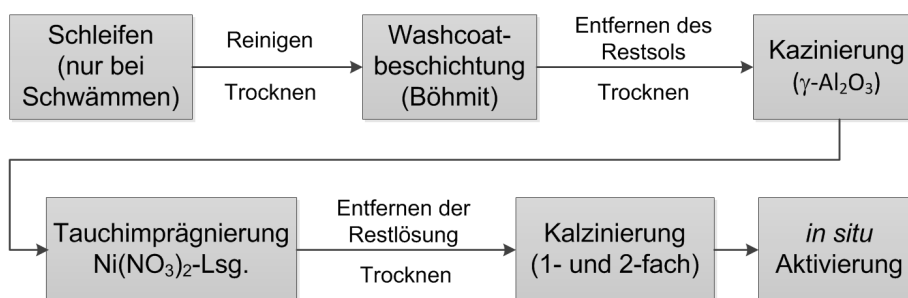 Schleifen
(nur bei
Schwämmen)
Reinigen
Trocknen
Washcoat-
beschichtung
(Böhmit)
Entfernen des
Restsols
Trocknen
Kazinierung
(γ-Al₂O₃)
Tauchimprägnierung
Ni(NO₃)₂-Lsg.
Entfernen der
Restlösung
Trocknen
Kalzinierung
(1- und 2-fach)
in situ
Aktivierung